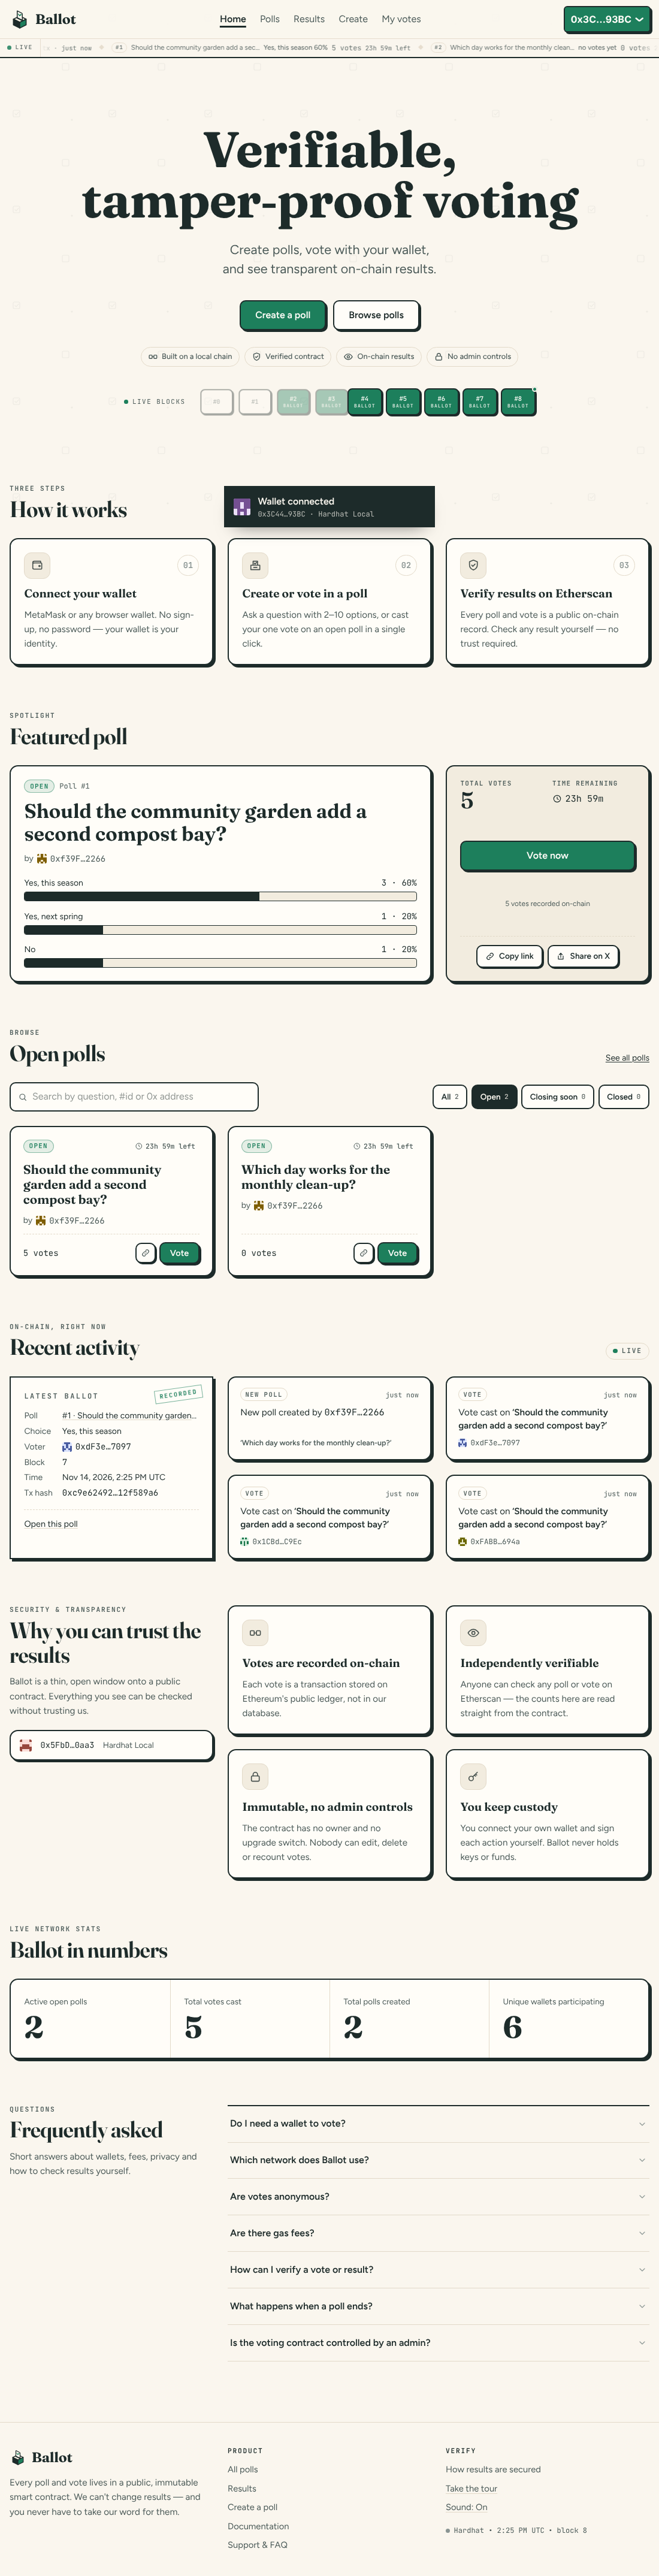 Ballot
Home Polls Results Create My votes
0x3C...93BC
LIVE · just now #1 Should the community garden add a sec... Yes, this season 60% 5 votes 23h 59m left #2 Which day works for the monthly clean... no votes yet 0 votes
Verifiable,
tamper-proof voting
Create polls, vote with your wallet,
and see transparent on-chain results.
Create a poll Browse polls
Built on a local chain Verified contract On-chain results No admin controls
LIVE BLOCKS #0 #1 #2 #3 #4 #5 #6 #7 #8
BALLOT BALLOT BALLOT BALLOT BALLOT BALLOT BALLOT
THREE STEPS
How it works
Wallet connected
0x3C44…93BC · Hardhat Local
01
Connect your wallet
MetaMask or any browser wallet. No sign-
up, no password — your wallet is your
identity.
02
Create or vote in a poll
Ask a question with 2–10 options, or cast
your one vote on an open poll in a single
click.
03
Verify results on Etherscan
Every poll and vote is a public on-chain
record. Check any result yourself — no
trust required.
SPOTLIGHT
Featured poll
OPEN Poll #1
Should the community garden add a
second compost bay?
by 0xf39F…2266
Yes, this season 3 · 60%
Yes, next spring 1 · 20%
No 1 · 20%
TOTAL VOTES TIME REMAINING
5 23h 59m
Vote now
5 votes recorded on-chain
Copy link Share on X
BROWSE
Open polls
See all polls
Search by question, #id or 0x address
All 2 Open 2 Closing soon 0 Closed 0
OPEN 23h 59m left
Should the community
garden add a second
compost bay?
by 0xf39F…2266
5 votes Vote
OPEN 23h 59m left
Which day works for the
monthly clean-up?
by 0xf39F…2266
0 votes Vote
ON-CHAIN, RIGHT NOW
Recent activity
LIVE
LATEST BALLOT RECORDED
Poll #1 · Should the community garden…
Choice Yes, this season
Voter 0xdF3e…7097
Block 7
Time Nov 14, 2026, 2:25 PM UTC
Tx hash 0xc9e62492…12f589a6
Open this poll
NEW POLL just now
New poll created by 0xf39F…2266
‘Which day works for the monthly clean-up?’
VOTE just now
Vote cast on ‘Should the community
garden add a second compost bay?’
0xdF3e…7097
VOTE just now
Vote cast on ‘Should the community
garden add a second compost bay?’
0x1CBd…C9Ec
VOTE just now
Vote cast on ‘Should the community
garden add a second compost bay?’
0xFABB…694a
SECURITY & TRANSPARENCY
Why you can trust the
results
Ballot is a thin, open window onto a public
contract. Everything you see can be checked
without trusting us.
0x5FbD…0aa3 Hardhat Local
Votes are recorded on-chain
Each vote is a transaction stored on
Ethereum's public ledger, not in our
database.
Independently verifiable
Anyone can check any poll or vote on
Etherscan — the counts here are read
straight from the contract.
Immutable, no admin controls
The contract has no owner and no
upgrade switch. Nobody can edit, delete
or recount votes.
You keep custody
You connect your own wallet and sign
each action yourself. Ballot never holds
keys or funds.
LIVE NETWORK STATS
Ballot in numbers
Active open polls Total votes cast Total polls created Unique wallets participating
2 5 2 6
QUESTIONS
Frequently asked
Short answers about wallets, fees, privacy and
how to check results yourself.
Do I need a wallet to vote?
Which network does Ballot use?
Are votes anonymous?
Are there gas fees?
How can I verify a vote or result?
What happens when a poll ends?
Is the voting contract controlled by an admin?
Ballot
Every poll and vote lives in a public, immutable
smart contract. We can't change results — and
you never have to take our word for them.
PRODUCT
All polls
Results
Create a poll
Documentation
Support & FAQ
VERIFY
How results are secured
Take the tour
Sound: On
Hardhat • 2:25 PM UTC • block 8